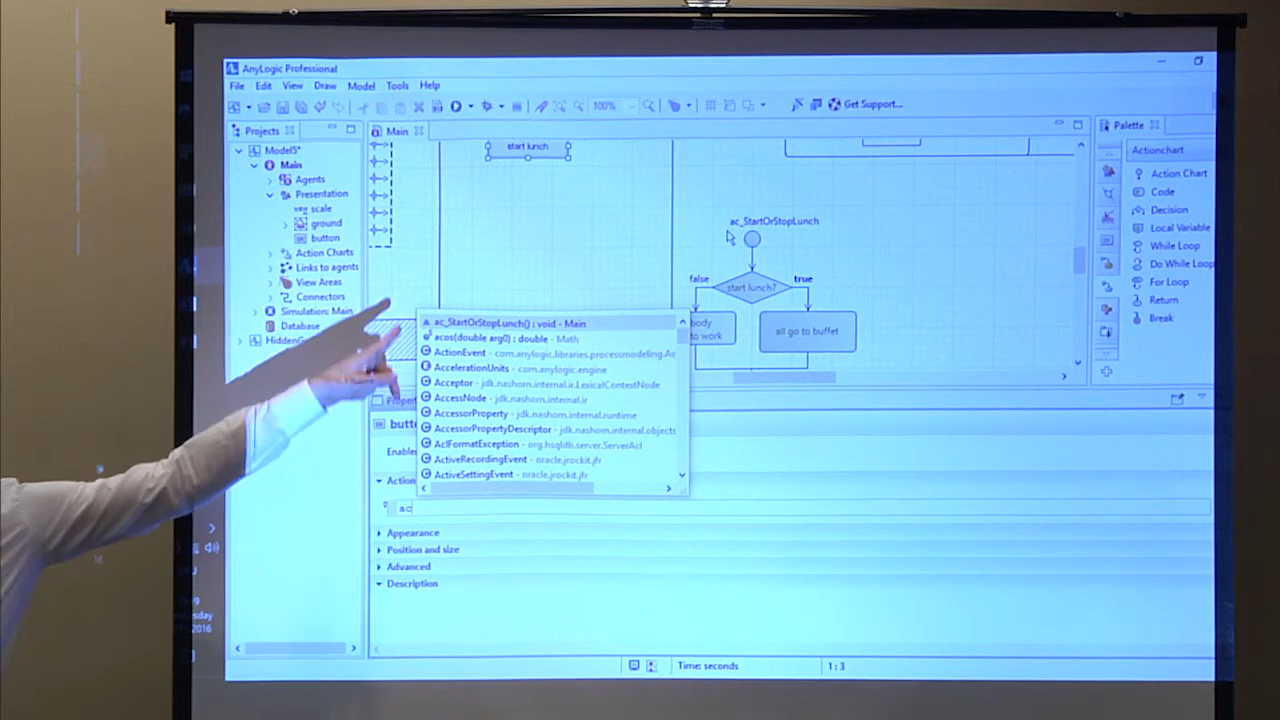 AnyLogic Professional
File Edit View Draw Model Tools Help
100% Get Support...
Projects
Model5*
Main
Agents
Presentation
scale
ground
button
Action Charts
Links to agents
View Areas
Connectors
Simulation: Main
Database
Main
start lunch
ac_StartOrStopLunch
false
true
start lunch?
body
to work
all go to buffet
Palette
Actionchart
Action Chart
Code
Decision
Local Variable
While Loop
Do While Loop
For Loop
Return
Break
ac_StartOrStopLunch() : void - Main
acos(double arg0) : double - Math
ActionEvent - com.anylogic.libraries.processmodeling.As
AccelerationUnits - com.anylogic.engine
Acceptor - jdk.nashorn.internal.ir.LexicalContextNode
AccessNode - jdk.nashorn.internal.ir
AccessorProperty - jdk.nashorn.internal.runtime
AccessorPropertyDescriptor - jdk.nashorn.internal.objects
AclFormatException - org.hsqldb.server.ServerAcl
ActiveRecordingEvent - oracle.jrockit.jfr
ActiveSettingEvent - oracle.jrockit.jfr
ac
Appearance
Position and size
Advanced
Description
2016
Time: seconds
1 : 3